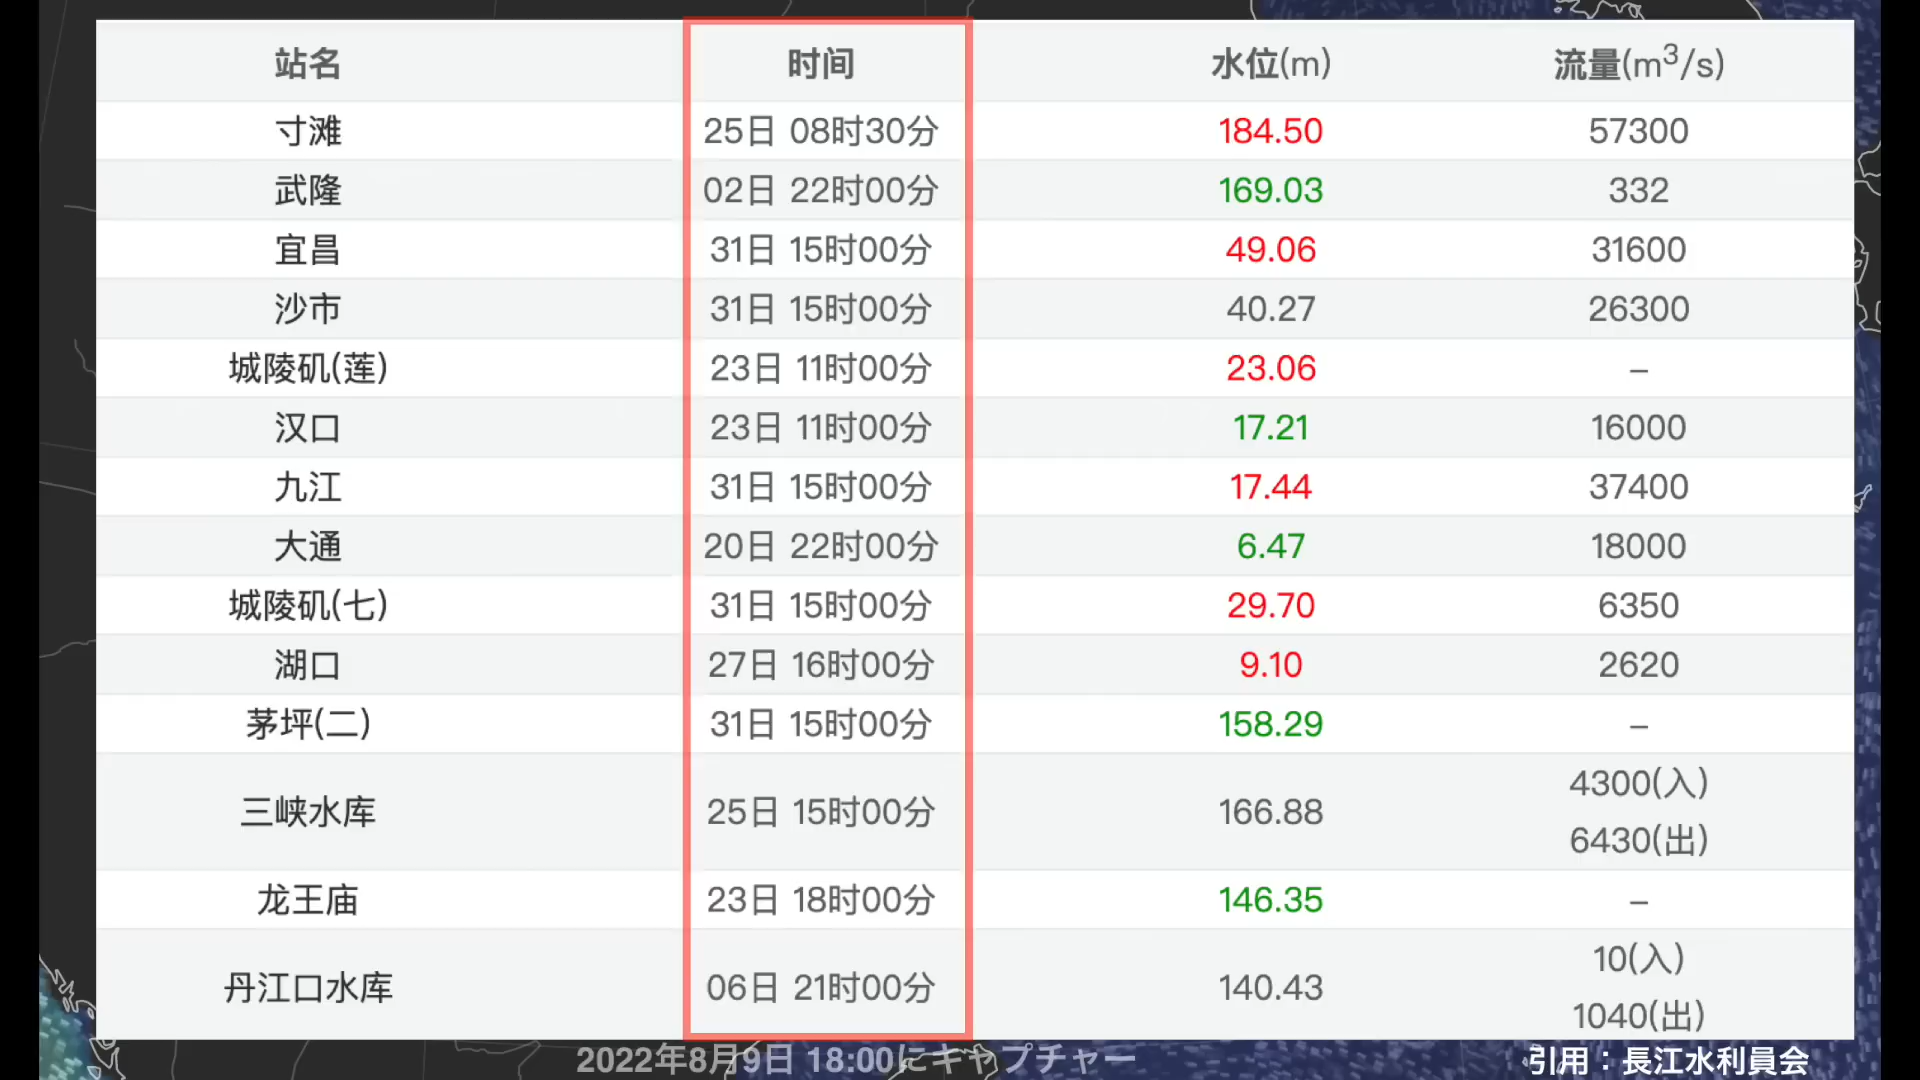 站名 时间 水位(m) 流量(m³/s)
寸滩 25日 08时30分 184.50 57300
武隆 02日 22时00分 169.03 332
宜昌 31日 15时00分 49.06 31600
沙市 31日 15时00分 40.27 26300
城陵矶(莲) 23日 11时00分 23.06 –
汉口 23日 11时00分 17.21 16000
九江 31日 15时00分 17.44 37400
大通 20日 22时00分 6.47 18000
城陵矶(七) 31日 15时00分 29.70 6350
湖口 27日 16时00分 9.10 2620
茅坪(二) 31日 15时00分 158.29 –
三峡水库 25日 15时00分 166.88 4300(入)
6430(出)
龙王庙 23日 18时00分 146.35 –
丹江口水库 06日 21时00分 140.43 10(入)
1040(出)
2022年8月9日 18:00にキャプチャー
引用：長江水利員会